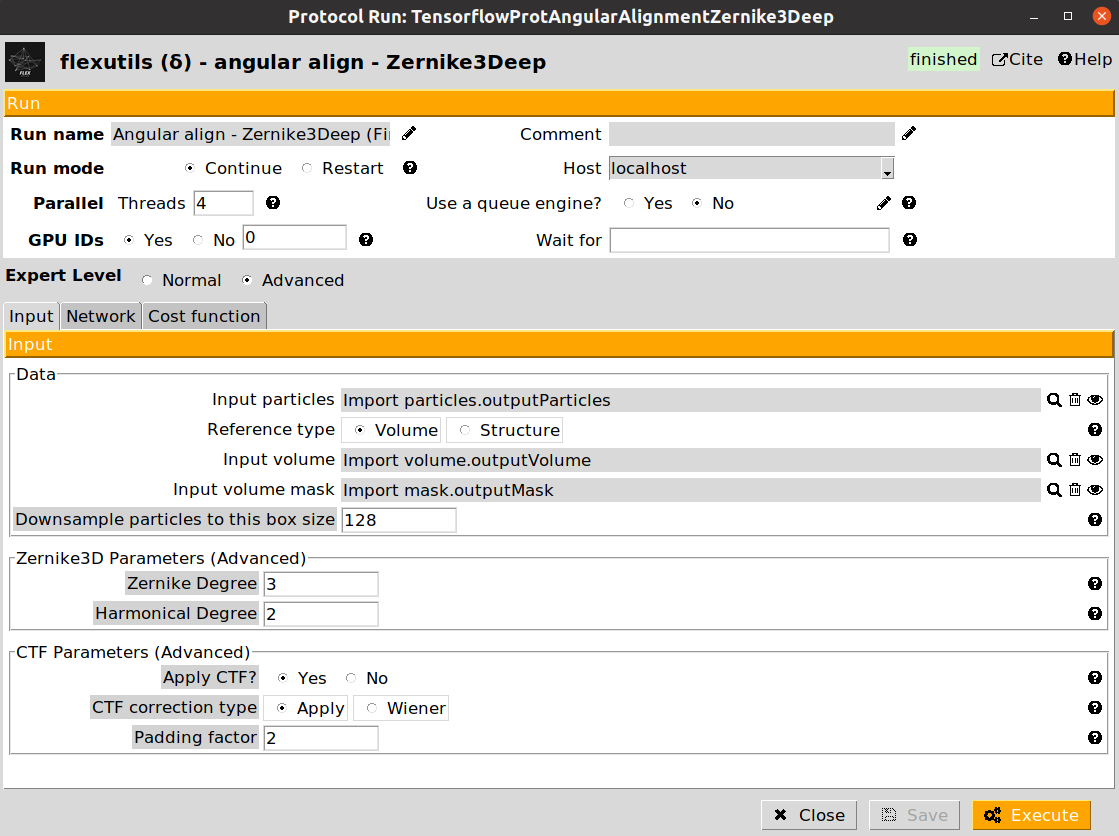 Protocol Run: TensorflowProtAngularAlignmentZernike3Deep
FLEX
flexutils (δ) - angular align - Zernike3Deep
finished Cite Help
Run
Run name Angular align - Zernike3Deep (Fi Comment
Run mode Continue Restart Host localhost
Parallel Threads 4 Use a queue engine? Yes No
GPU IDs Yes No 0 Wait for
Expert Level Normal Advanced
Input Network Cost function
Input
Data
Input particles Import particles.outputParticles
Reference type Volume Structure
Input volume Import volume.outputVolume
Input volume mask Import mask.outputMask
Downsample particles to this box size 128
Zernike3D Parameters (Advanced)
Zernike Degree 3
Harmonical Degree 2
CTF Parameters (Advanced)
Apply CTF? Yes No
CTF correction type Apply Wiener
Padding factor 2
Close Save Execute